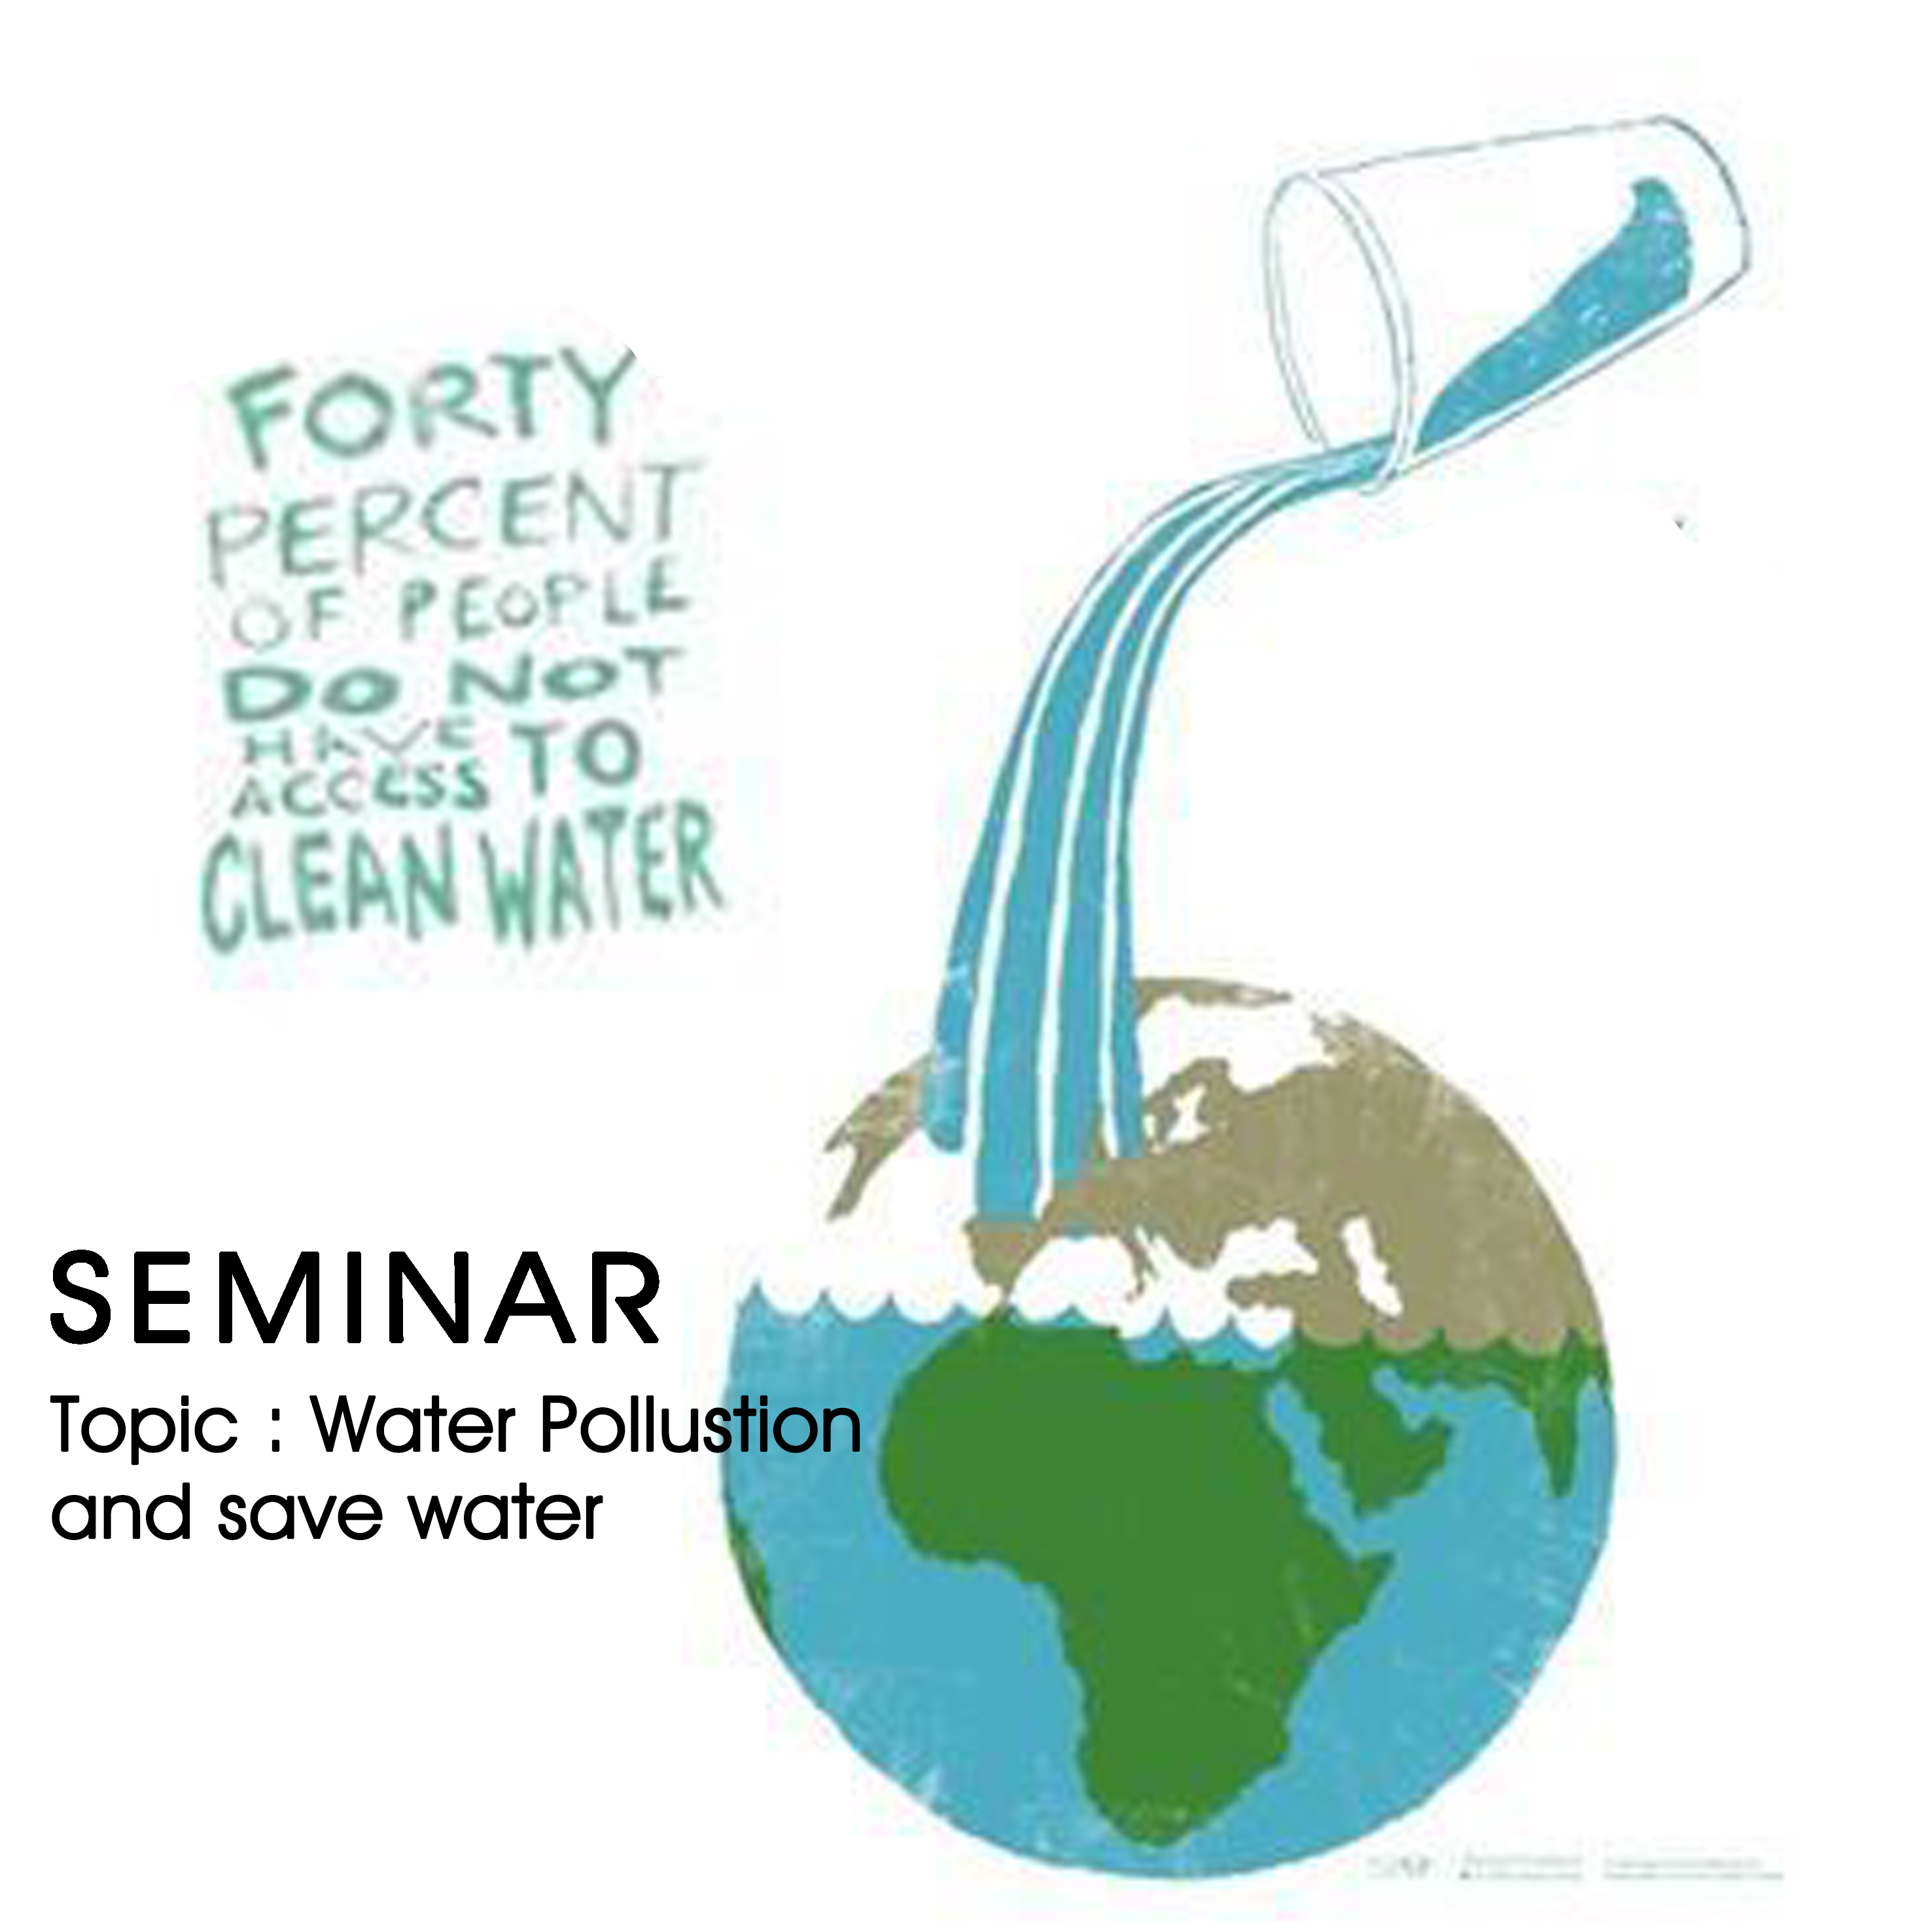 FORTY
PERCENT
OF PEOPLE
DO NOT
HAVE TO
ACCESS
CLEAN WATER
SEMINAR
Topic : Water Pollustion
and save water